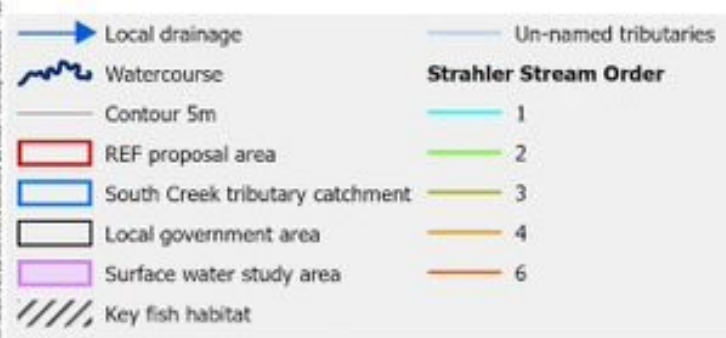 Local drainage
Watercourse
Contour 5m
REF proposal area
South Creek tributary catchment
Local government area
Surface water study area
Key fish habitat
Un-named tributaries
Strahler Stream Order
1
2
3
4
6